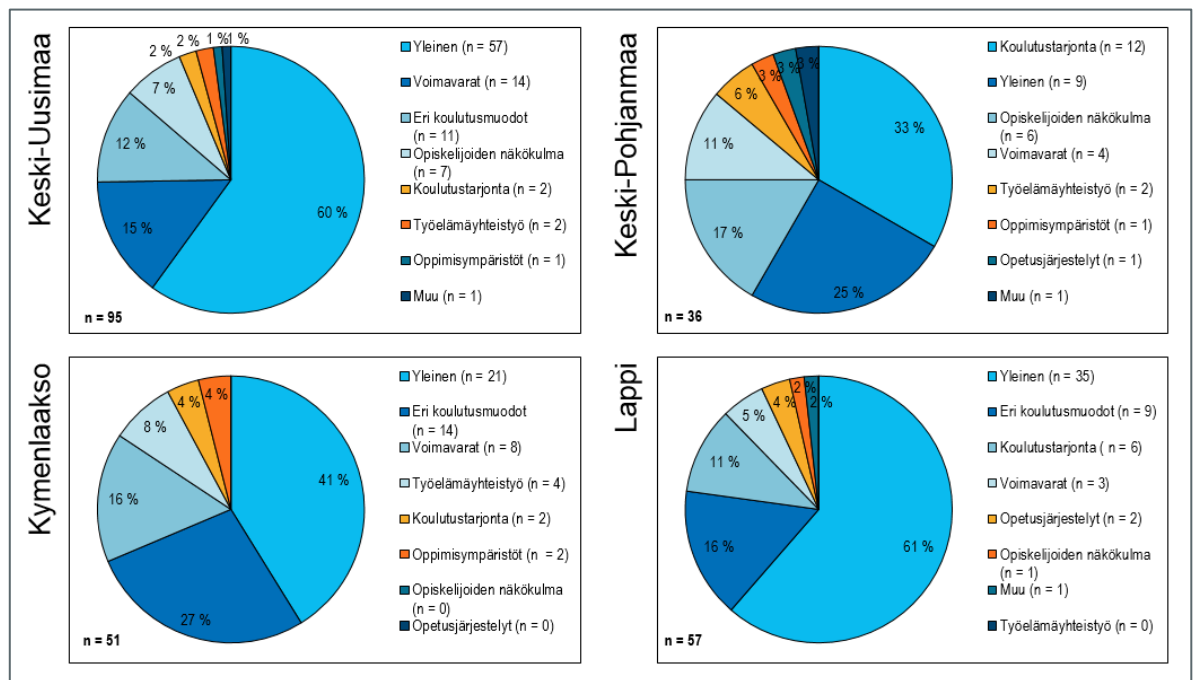 Keski-Uusimaa
2 %
2 %
1 %
1 %
7 %
12 %
15 %
60 %
Yleinen (n = 57)
Voimavarat (n = 14)
Eri koulutusmuodot
(n = 11)
Opiskelijoiden näkökulma
(n = 7)
Koulutustarjonta (n = 2)
Työelämäyhteistyö (n = 2)
Oppimisympäristöt (n = 1)
Muu (n = 1)
n = 95
Keski-Pohjanmaa
3 %
3 %
3 %
6 %
11 %
17 %
25 %
33 %
Koulutustarjonta (n = 12)
Yleinen (n = 9)
Opiskelijoiden näkökulma
(n = 6)
Voimavarat (n = 4)
Työelämäyhteistyö (n = 2)
Oppimisympäristöt (n = 1)
Opetusjärjestelyt (n = 1)
Muu (n = 1)
n = 36
Kymenlaakso
4 %
4 %
8 %
16 %
27 %
41 %
Yleinen (n = 21)
Eri koulutusmuodot
(n = 14)
Voimavarat (n = 8)
Työelämäyhteistyö (n = 4)
Koulutustarjonta (n = 2)
Oppimisympäristöt (n = 2)
Opiskelijoiden näkökulma
(n = 0)
Opetusjärjestelyt (n = 0)
n = 51
Lappi
2 %
2 %
4 %
5 %
11 %
16 %
61 %
Yleinen (n = 35)
Eri koulutusmuodot (n = 9)
Koulutustarjonta ( n = 6)
Voimavarat (n = 3)
Opetusjärjestelyt (n = 2)
Opiskelijoiden näkökulma
(n = 1)
Muu (n = 1)
Työelämäyhteistyö (n = 0)
n = 57